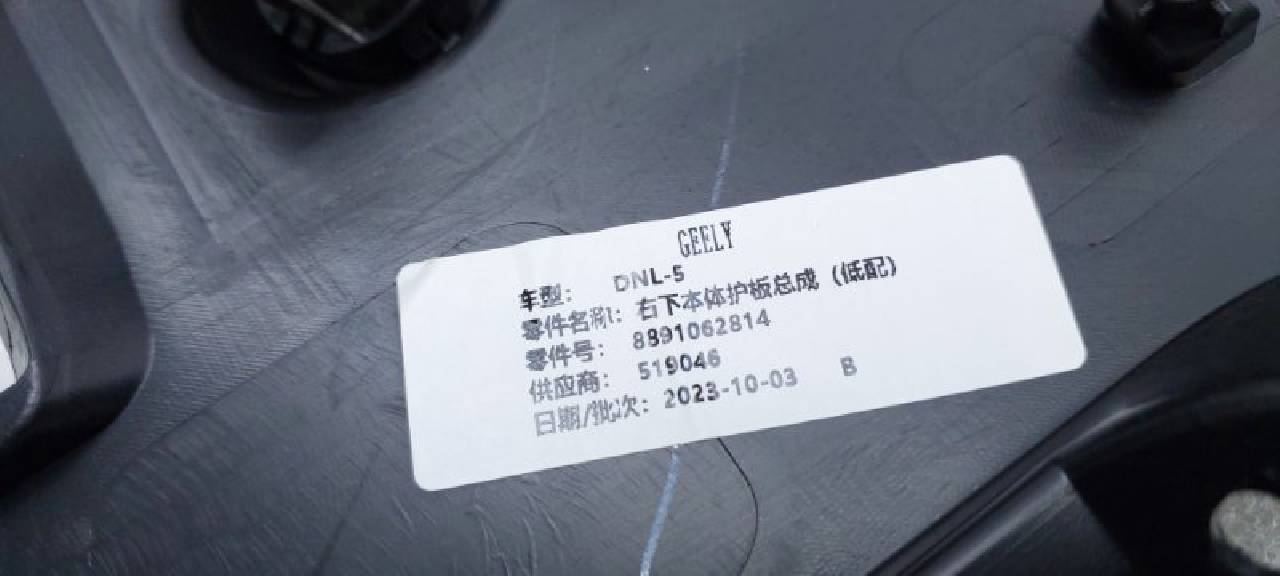 GEELY
车型: DNL-5
零件名称: 右下本体护板总成 (低配)
零件号: 8891062814
供应商: 519046
日期/批次: 2023-10-03 B